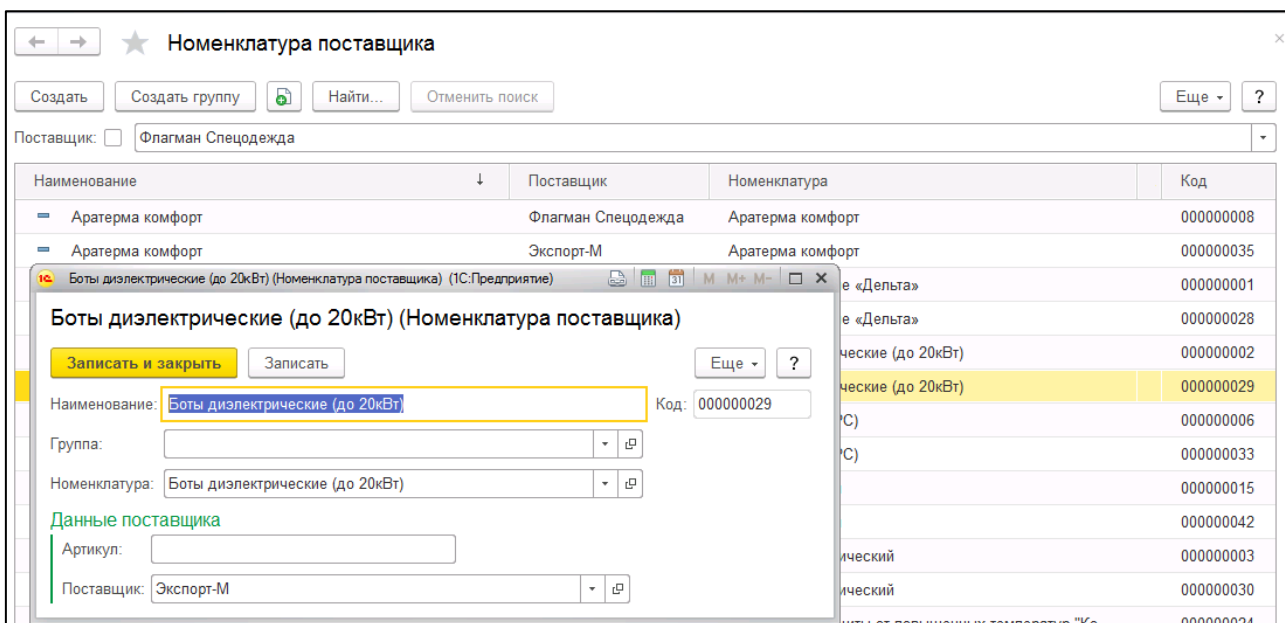 Номенклатура поставщика
Создать Создать группу Найти... Отменить поиск Еще ?
Поставщик: Флагман Спецодежда
Наименование Поставщик Номенклатура Код
Аратерма комфорт Флагман Спецодежда Аратерма комфорт 000000008
Аратерма комфорт Экспорт-М Аратерма комфорт 000000035
1С Боты диэлектрические (до 20кВт) (Номенклатура поставщика) (1С:Предприятие) 31 M M+ M-
е «Дельта» 000000001
Боты диэлектрические (до 20кВт) (Номенклатура поставщика)
е «Дельта» 000000028
Записать и закрыть Записать Еще ?
ческие (до 20кВт) 000000002
Наименование: Боты диэлектрические (до 20кВт) Код: 000000029
ческие (до 20кВт) 000000029
°С) 000000006
Группа:
°С) 000000033
Номенклатура: Боты диэлектрические (до 20кВт)
000000015
Данные поставщика
000000042
Артикул:
ический 000000003
Поставщик: Экспорт-М
ический 000000030